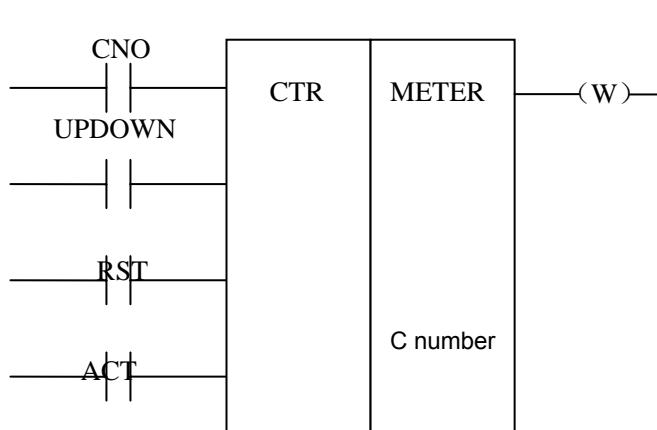 CNO
CTR METER (W)
UPDOWN
RST
C number
ACT